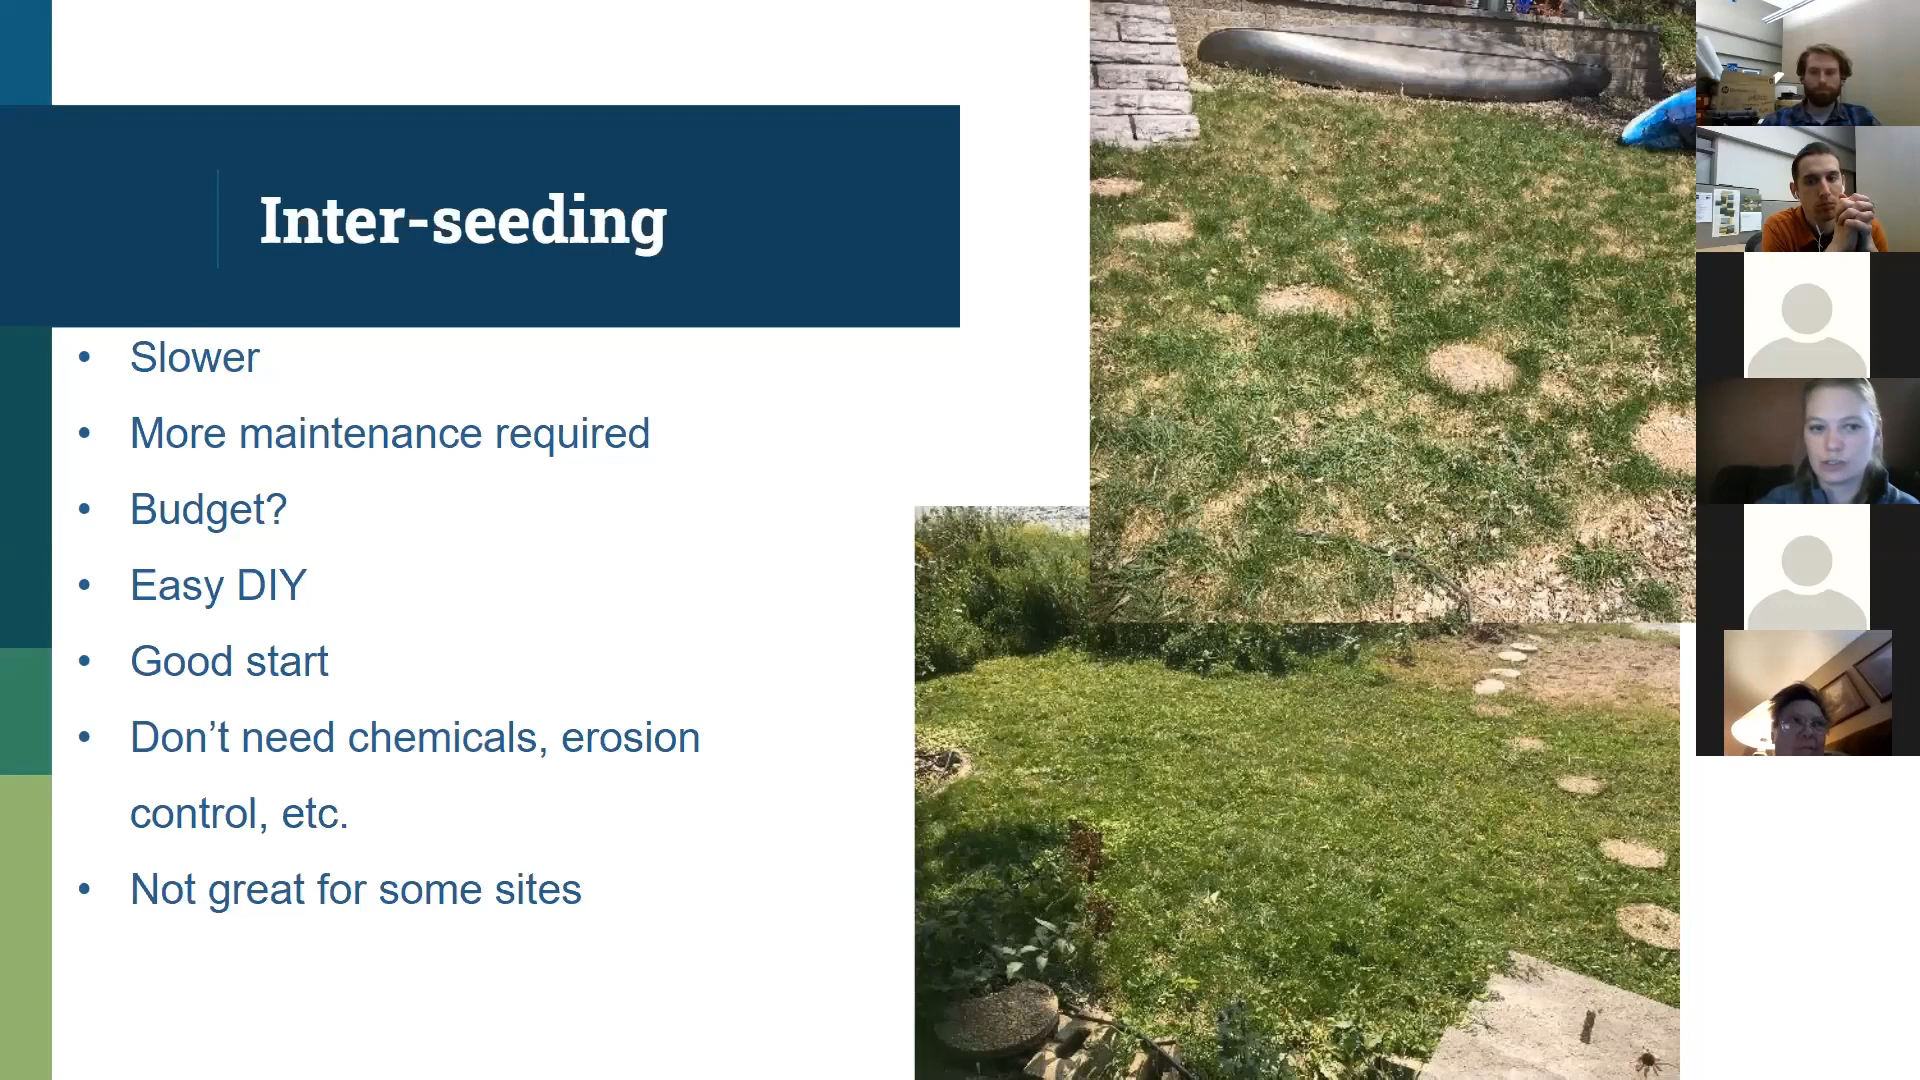 Inter-seeding
• Slower
• More maintenance required
• Budget?
• Easy DIY
• Good start
• Don’t need chemicals, erosion
control, etc.
• Not great for some sites